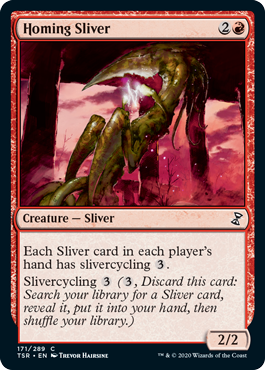 Homing Sliver 2
Creature — Sliver
Each Sliver card in each player's
hand has slivercycling 3.
Slivercycling 3 (3, Discard this card:
Search your library for a Sliver card,
reveal it, put it into your hand, then
shuffle your library.)
2/2
171/289 C
TSR • EN TREVOR HAIRSINE
™ & © 2020 Wizards of the Coast